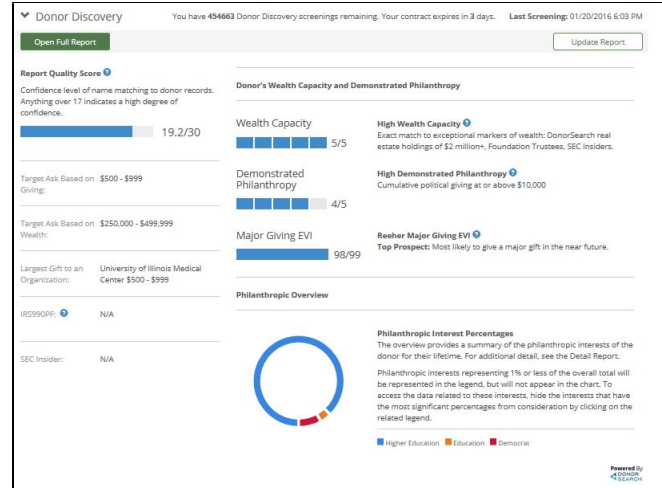 Donor Discovery
You have 454663 Donor Discovery screenings remaining. Your contract expires in 3 days.
Last Screening: 01/20/2016 6:03 PM
Open Full Report
Update Report
Report Quality Score
Confidence level of
name matching to donor records.
Anything over 17 indicates a high degree of
confidence.
19.2/30
Target Ask Based on Giving: $500 - $999
Target Ask Based on Wealth: $250,000 - $499,999
Largest Gift to an Organization: University of Illinois Medical Center $500 - $999
IRS990PF: N/A
SEC Insider: N/A
Donor's Wealth Capacity and Demonstrated Philanthropy
Wealth Capacity
5/5
High Wealth Capacity
Exact match to exceptional markers of wealth: DonorSearch real
estate holdings of $2 million+, Foundation Trustees, SEC Insiders.
Demonstrated
Philanthropy
4/5
High Demonstrated Philanthropy
Cumulative political giving at or above $10,000
Major Giving EVI
98/99
Reeher Major Giving EVI
Top Prospect: Most likely to give a major gift in the near future.
Philanthropic Overview
Philanthropic Interest Percentages
The overview provides a summary of the philanthropic interests of the
donor for their lifetime. For additional detail, see the Detail Report.
Philanthropic interests representing 1% or less of the overall total will
be represented in the legend, but will not appear in the chart. To
access the data related to these interests, hide the interests that have
the most significant percentages from consideration by clicking on the
related legend.
Higher Education Education Democrat
Powered By
DONOR
SEARCH